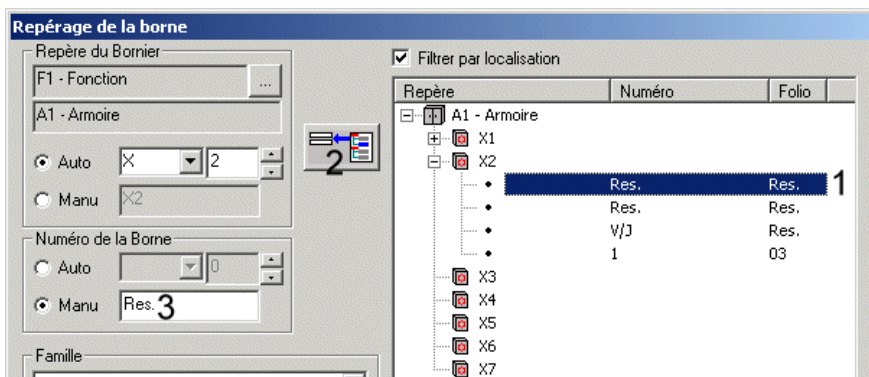 Repérage de la borne
Repère du Bornier
F1 - Fonction
...
A1 - Armoire
Auto X 2
Manu X2
2
Numéro de la Borne
Auto 0
Manu Res. 3
Famille
Filtrer par localisation
Repère Numéro Folio
A1 - Armoire
X1
X2
Res. Res. 1
Res. Res.
V/J Res.
1 03
X3
X4
X5
X6
X7